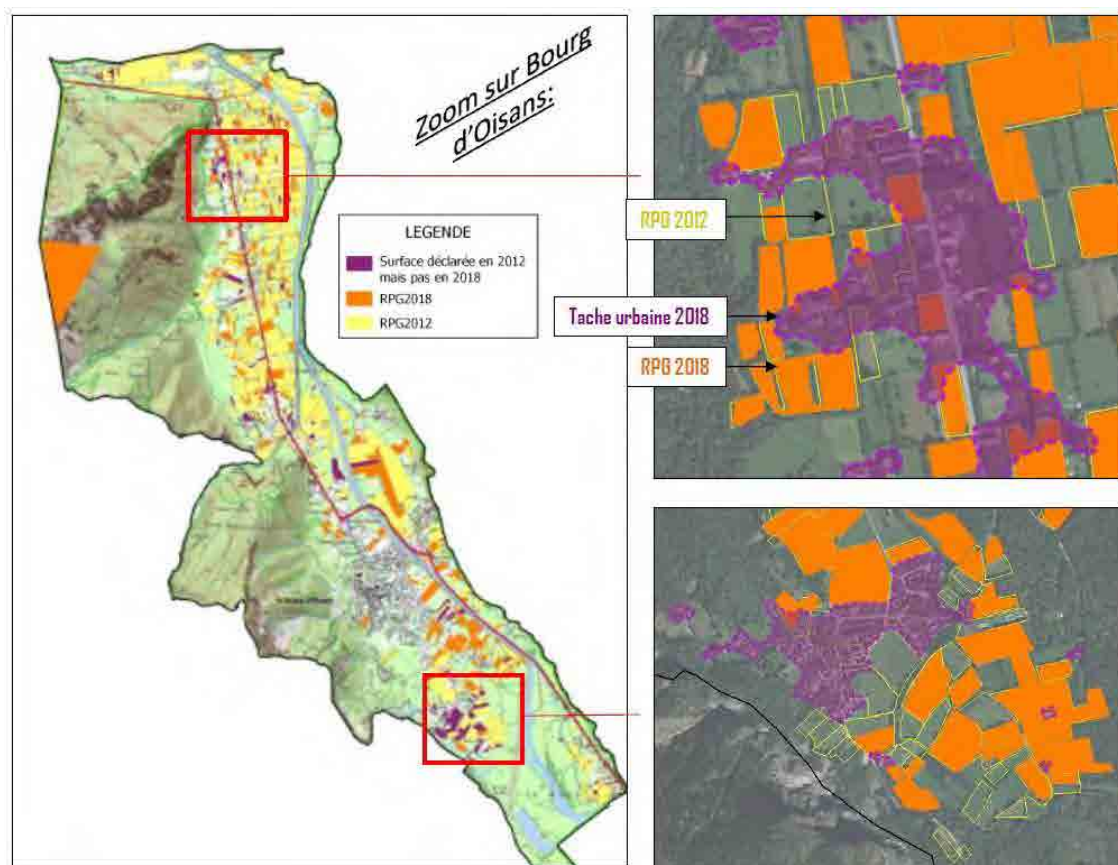 Zoom sur Bourg
d'Oisans:
LEGENDE
Surface déclarée en 2012
mais pas en 2018
RPG2018
RPG2012
RPG 2012
Tache urbaine 2018
RPG 2018